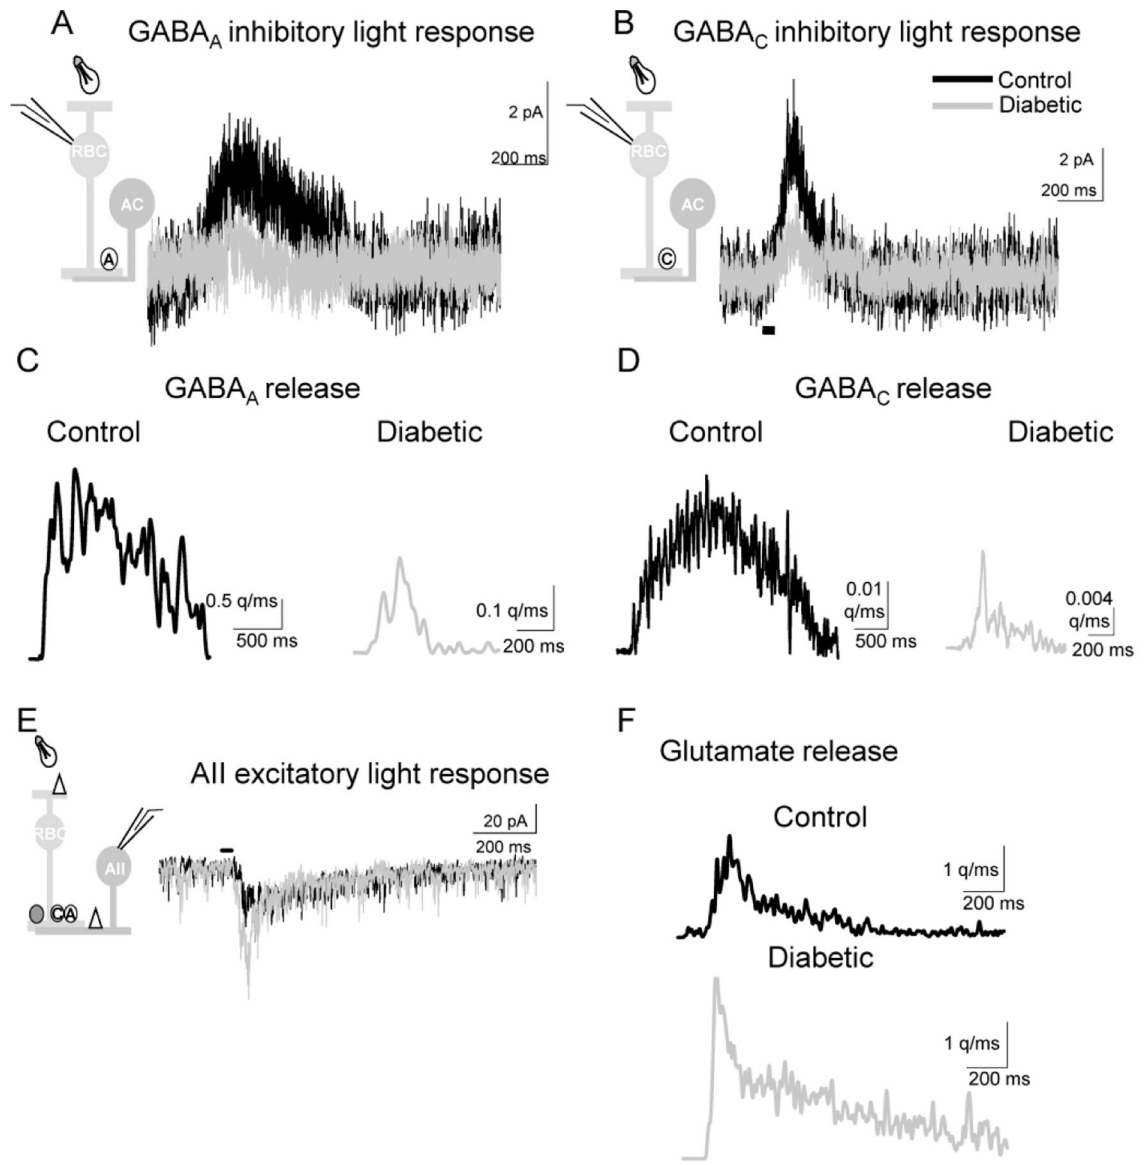 A
GABAA inhibitory light response
2 pA
200 ms
RBC
AC
A
B
GABAC inhibitory light response
Control
Diabetic
2 pA
200 ms
RBC
AC
C
C
GABAA release
Control
Diabetic
0.5 q/ms
500 ms
0.1 q/ms
200 ms
D
GABAC release
Control
Diabetic
0.01
q/ms
500 ms
0.004
q/ms
200 ms
E
AII excitatory light response
20 pA
200 ms
RBC
AII
C A
F
Glutamate release
Control
1 q/ms
200 ms
Diabetic
1 q/ms
200 ms